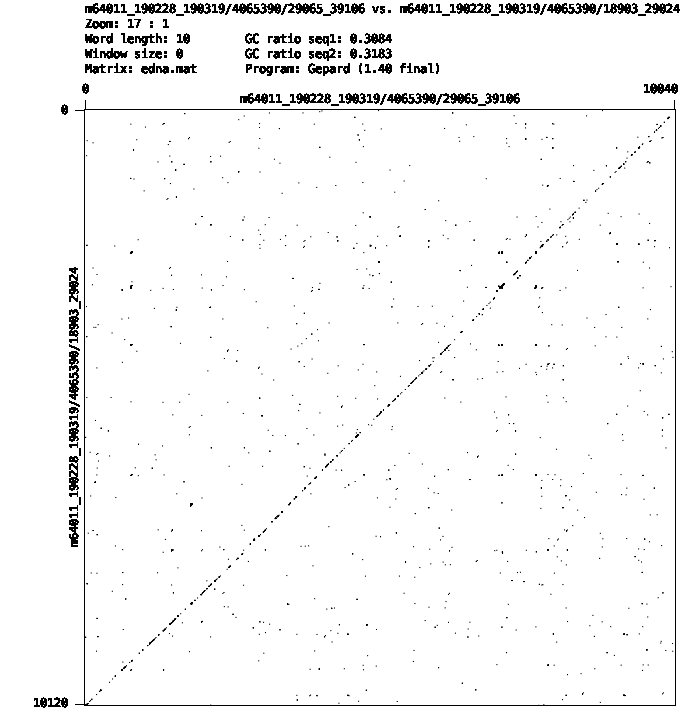 m64011_190228_190319/4065390/29065_39106 vs. m64011_190228_190319/4065390/18903_29024
Zoom: 17 : 1
Word length: 10 GC ratio seq1: 0.3084
Window size: 0 GC ratio seq2: 0.3183
Matrix: edna.mat Program: Gepard (1.40 final)
0 10040
m64011_190228_190319/4065390/29065_39106
0
m64011_190228_190319/4065390/18903_29024
10120